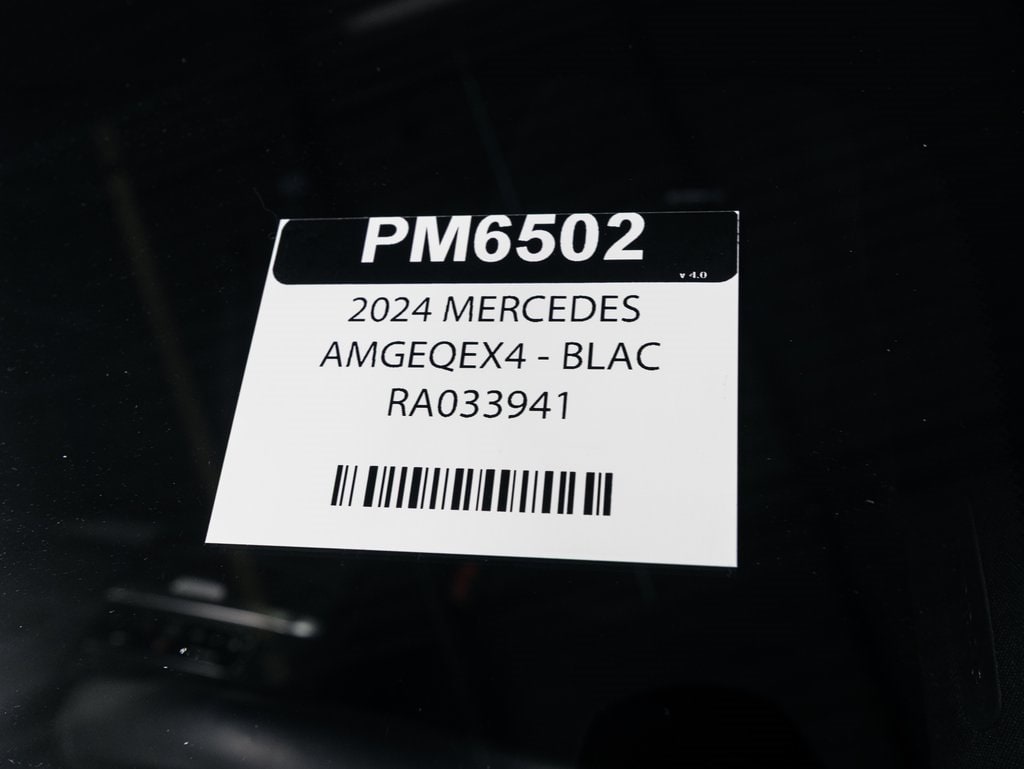 PM6502
v 4.0
2024 MERCEDES
AMGEQEX4 - BLAC
RA033941